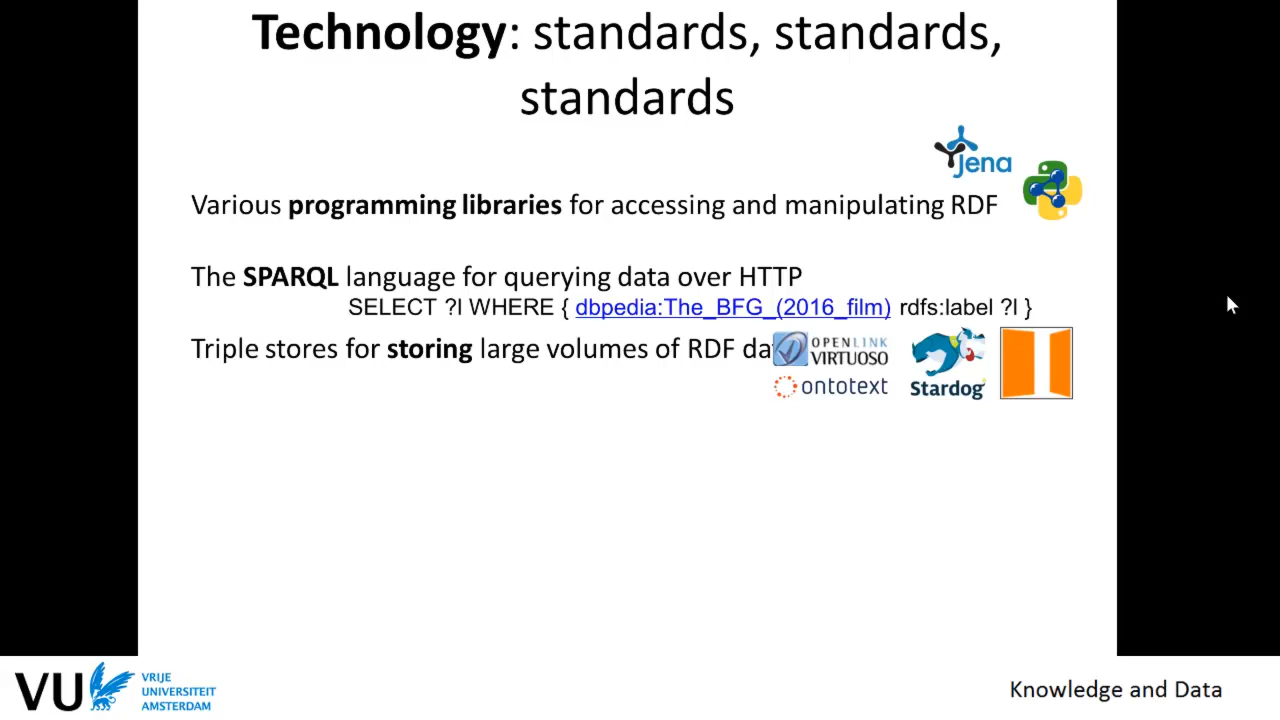 Technology: standards, standards,
standards
Jena
Various programming libraries for accessing and manipulating RDF
The SPARQL language for querying data over HTTP
SELECT ?l WHERE { dbpedia:The_BFG_(2016_film) rdfs:label ?l }
Triple stores for storing large volumes of RDF da
OPENLINK
VIRTUOSO
ontotext
Stardog
VU
VRIJE
UNIVERSITEIT
AMSTERDAM
Knowledge and Data